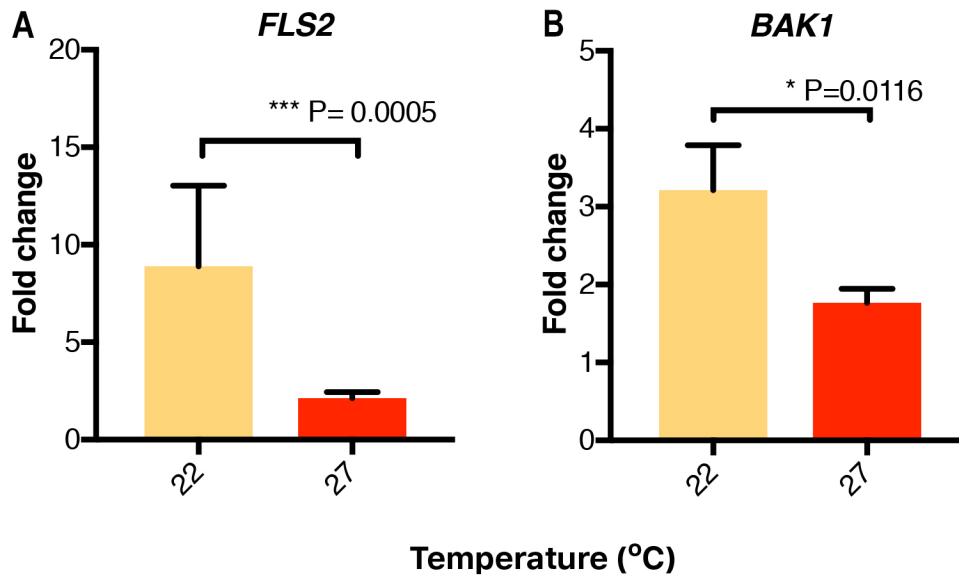 A
FLS2
20
15
10
5
0
Fold change
*** P= 0.0005
22
27
B
BAK1
5
4
3
2
1
0
Fold change
* P=0.0116
22
27
Temperature (ºC)